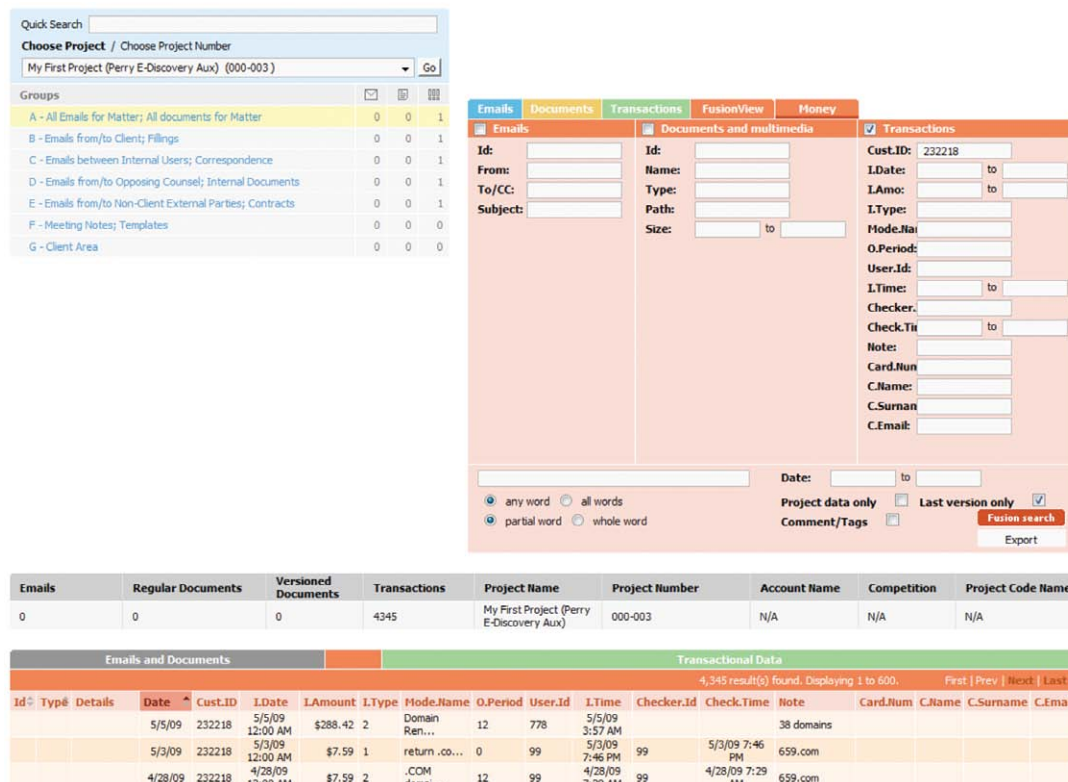 Quick Search
Choose Project / Choose Project Number
My First Project (Perry E-Discovery Aux) (000-003 )
Go
Groups
A - All Emails for Matter; All documents for Matter 0 0 1
B - Emails from/to Client; Fillings 0 0 1
C - Emails between Internal Users; Correspondence 0 0 1
D - Emails from/to Opposing Counsel; Internal Documents 0 0 1
E - Emails from/to Non-Client External Parties; Contracts 0 0 1
F - Meeting Notes; Templates 0 0 0
G - Client Area 0 0 0
Emails Documents Transactions FusionView Money
Emails
Id:
From:
To/CC:
Subject:
Documents and multimedia
Id:
Name:
Type:
Path:
Size: to
Transactions
Cust.ID: 232218
I.Date: to
I.Amo: to
I.Type:
Mode.Na
O.Period:
User.Id:
I.Time: to
Checker.
Check.Ti to
Note:
Card.Num
C.Name:
C.Surnan
C.Email:
Date: to
any word all words
Project data only Last version only
partial word whole word
Comment/Tags
Fusion search
Export
Emails Regular Documents Versioned Documents Transactions Project Name Project Number Account Name Competition Project Code Name
0 0 0 4345 My First Project (Perry E-Discovery Aux) 000-003 N/A N/A N/A
Emails and Documents Transactional Data
4,345 result(s) found. Displaying 1 to 600. First | Prev | Next | Last
Id Type Details Date Cust.ID I.Date I.Amount I.Type Mode.Name O.Period User.Id I.Time Checker.Id Check.Time Note Card.Num C.Name C.Surname C.Ema
5/5/09 232218 5/5/09 12:00 AM $288.42 2 Domain Ren... 12 778 5/5/09 3:57 AM 38 domains
5/3/09 232218 5/3/09 12:00 AM $7.59 1 return .co... 0 99 5/3/09 7:46 PM 99 5/3/09 7:46 PM 659.com
4/28/09 232218 4/28/09 $7.59 2 .COM 12 99 4/28/09 99 4/28/09 7:29 659.com